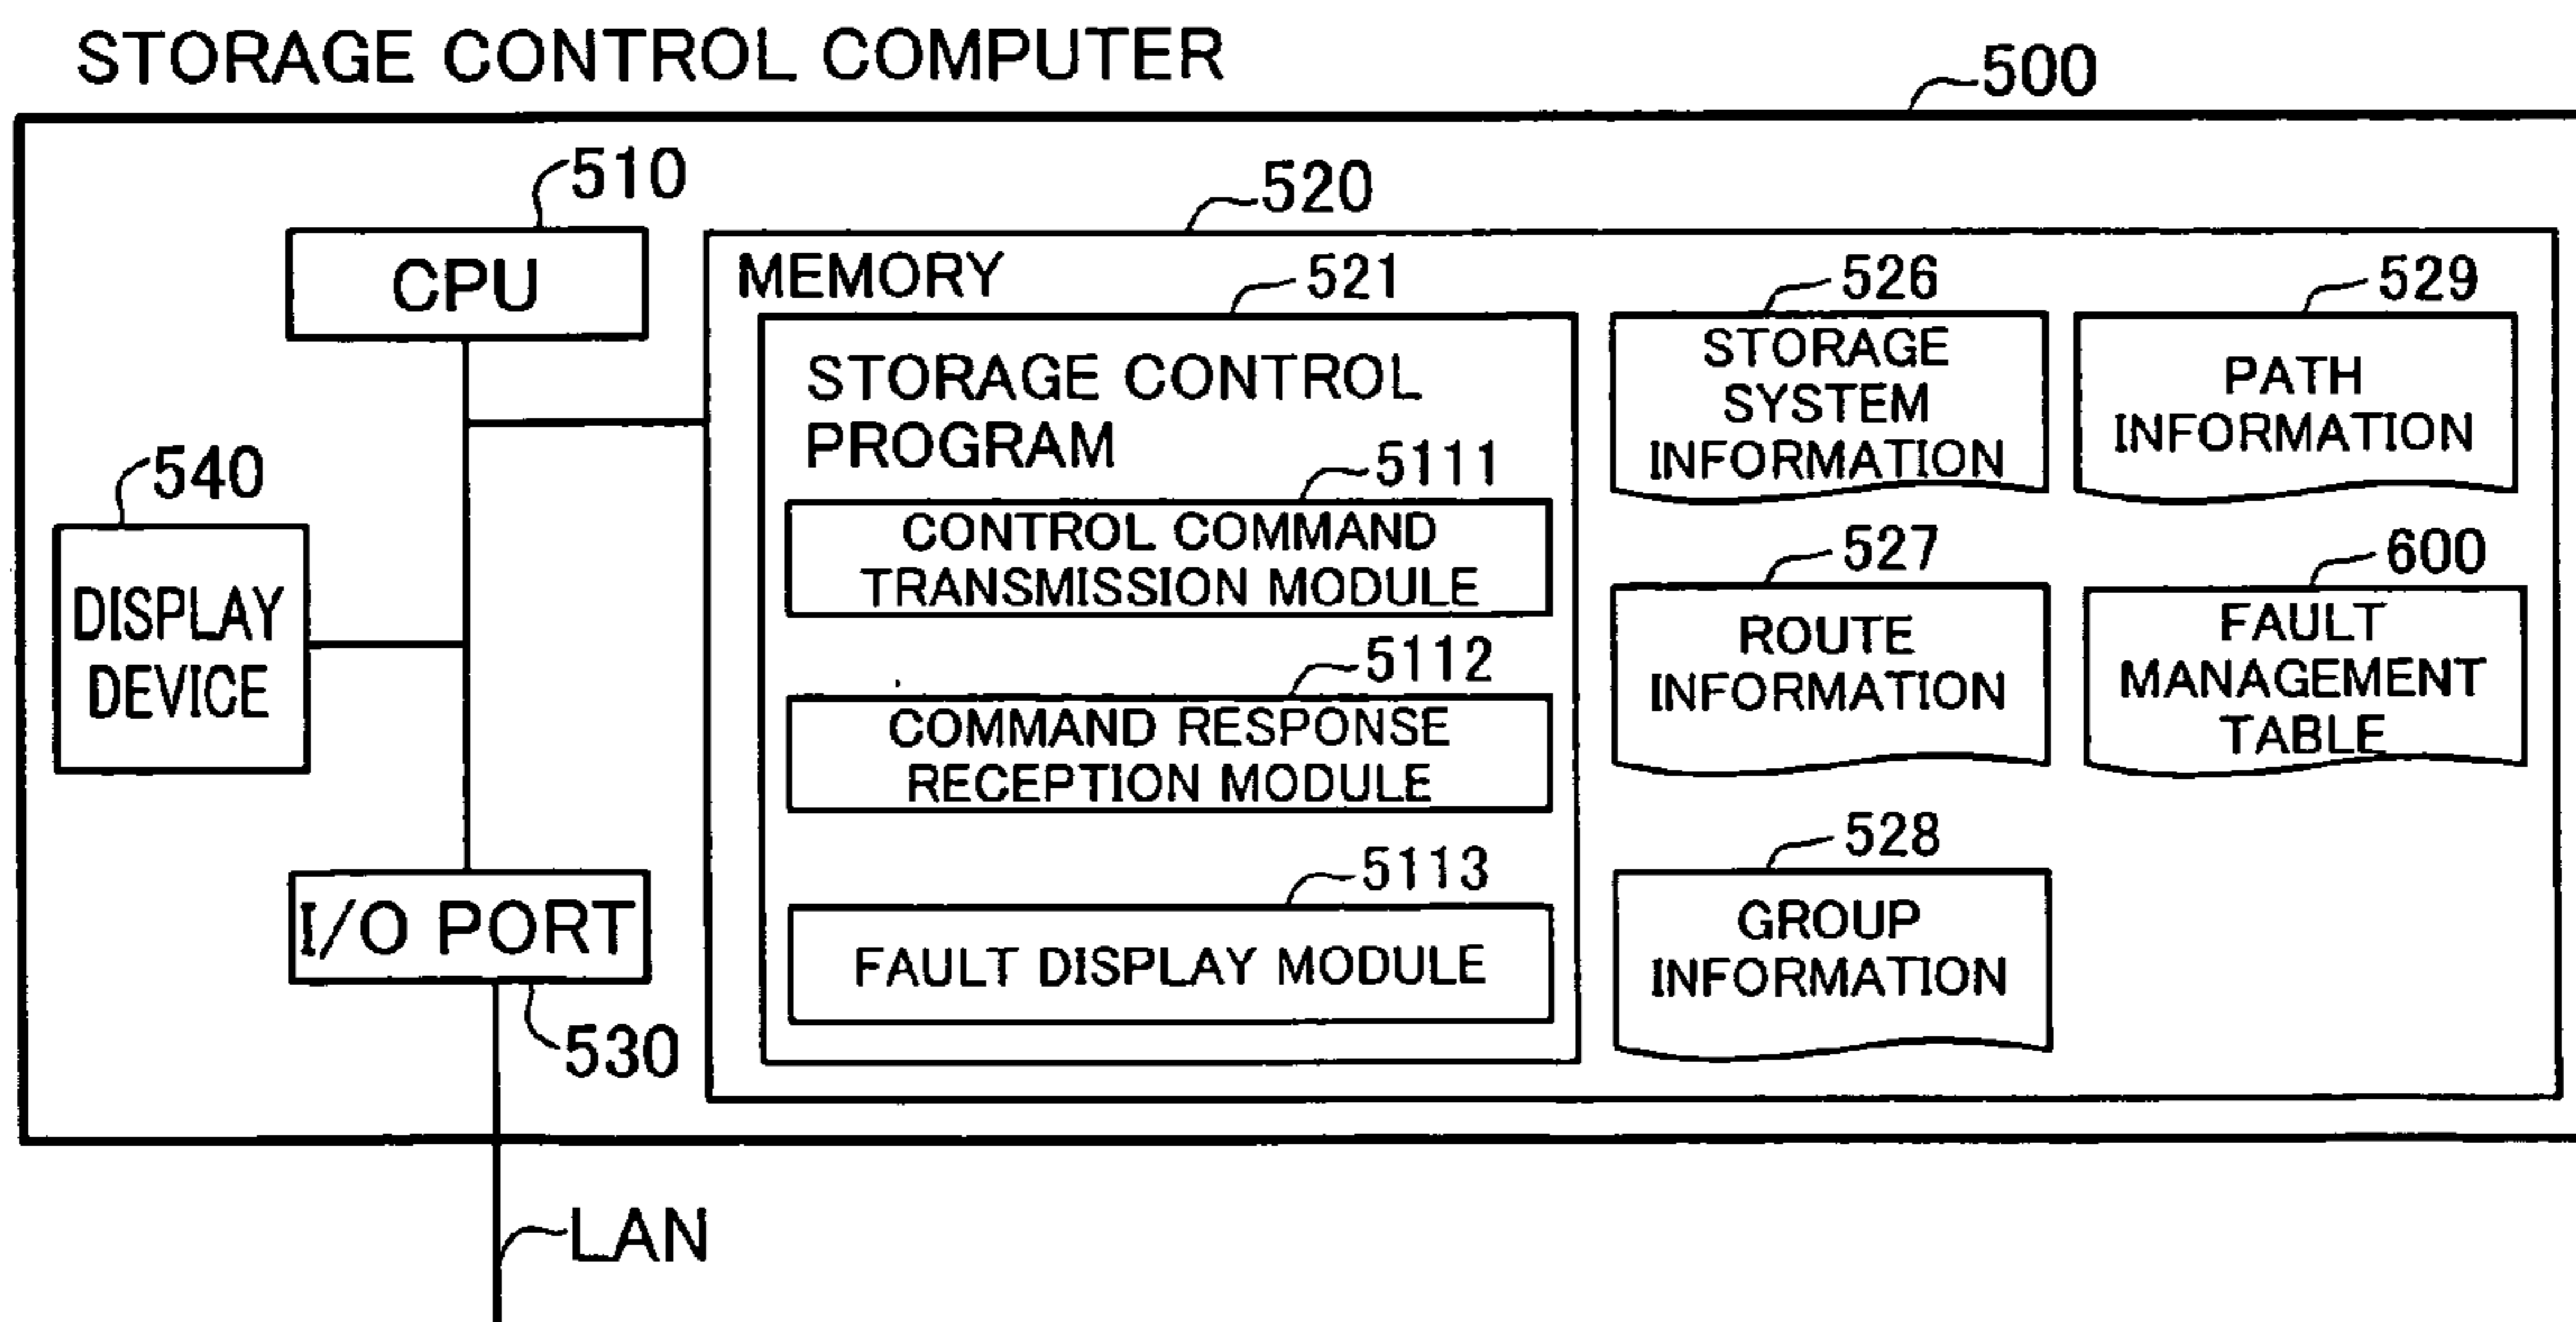 STORAGE CONTROL COMPUTER
500
510
CPU
520
MEMORY
521
STORAGE CONTROL
PROGRAM
5111
CONTROL COMMAND
TRANSMISSION MODULE
5112
COMMAND RESPONSE
RECEPTION MODULE
5113
FAULT DISPLAY MODULE
526
STORAGE
SYSTEM
INFORMATION
529
PATH
INFORMATION
527
ROUTE
INFORMATION
600
FAULT
MANAGEMENT
TABLE
528
GROUP
INFORMATION
540
DISPLAY
DEVICE
I/O PORT
530
LAN